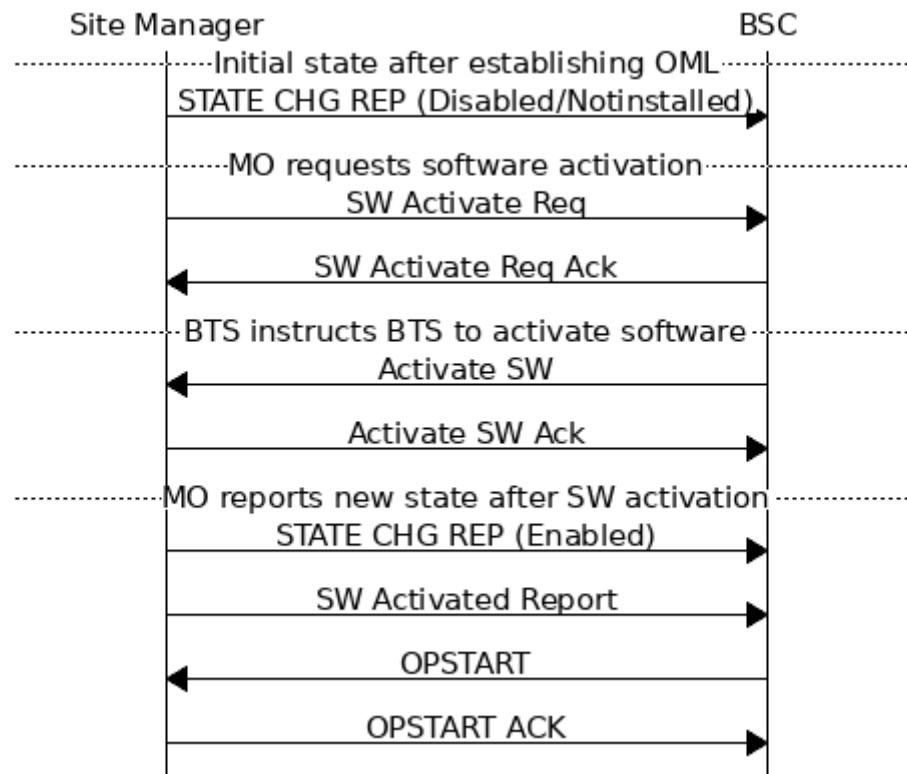 Site Manager BSC
Initial state after establishing OML
STATE CHG REP (Disabled/Notinstalled)
MO requests software activation
SW Activate Req
SW Activate Req Ack
BTS instructs BTS to activate software
Activate SW
Activate SW Ack
MO reports new state after SW activation
STATE CHG REP (Enabled)
SW Activated Report
OPSTART
OPSTART ACK